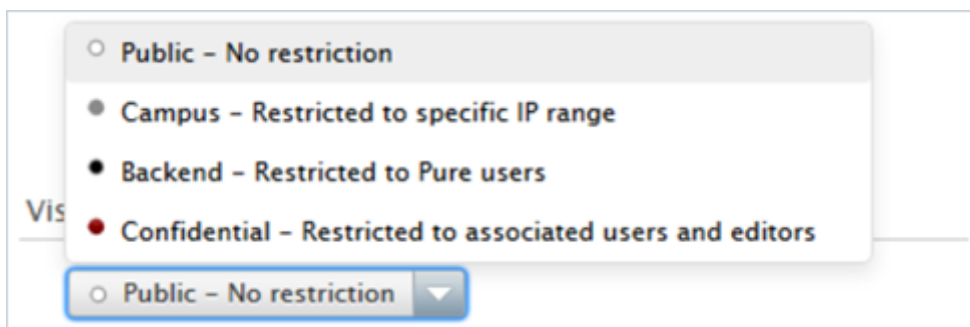 Public – No restriction
Campus – Restricted to specific IP range
Backend – Restricted to Pure users
Vis
Confidential – Restricted to associated users and editors
Public – No restriction